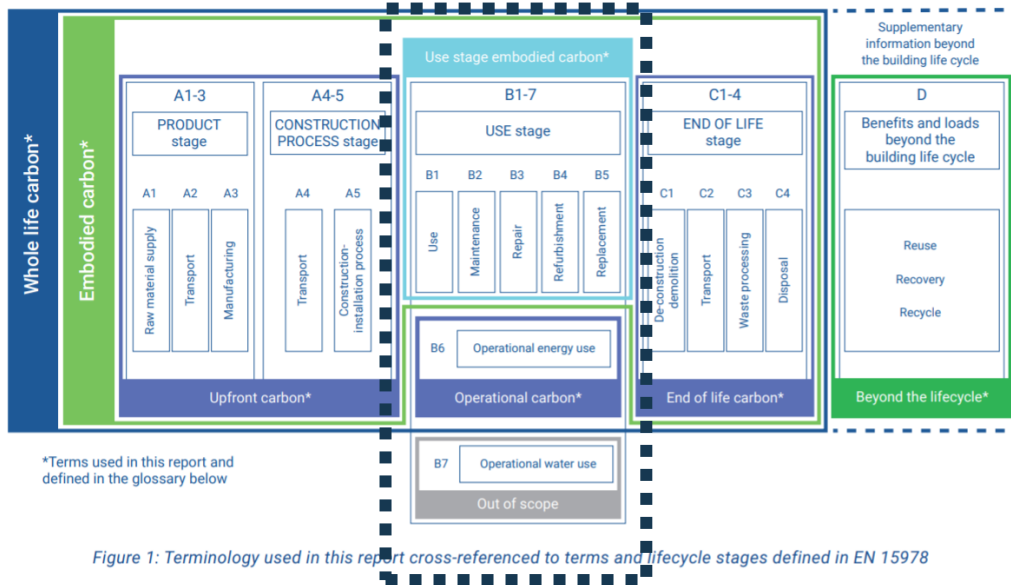 Whole life carbon*
Embodied carbon*
Supplementary
information beyond
the building life cycle
Use stage embodied carbon*
A1-3
PRODUCT
stage
A1
A2
A3
Raw material supply
Transport
Manufacturing
A4-5
CONSTRUCTION
PROCESS stage
A4
A5
Transport
Construction-
installation process
Upfront carbon*
B1-7
USE stage
B1
B2
B3
B4
B5
Use
Maintenance
Repair
Refurbishment
Replacement
B6
Operational energy use
Operational carbon*
B7
Operational water use
Out of scope
C1-4
END OF LIFE
stage
C1
C2
C3
C4
De-construction
demolition
Transport
Waste processing
Disposal
End of life carbon*
D
Benefits and loads
beyond the
building life cycle
Reuse
Recovery
Recycle
Beyond the lifecycle*
*Terms used in this report and
defined in the glossary below
Figure 1: Terminology used in this report cross-referenced to terms and lifecycle stages defined in EN 15978